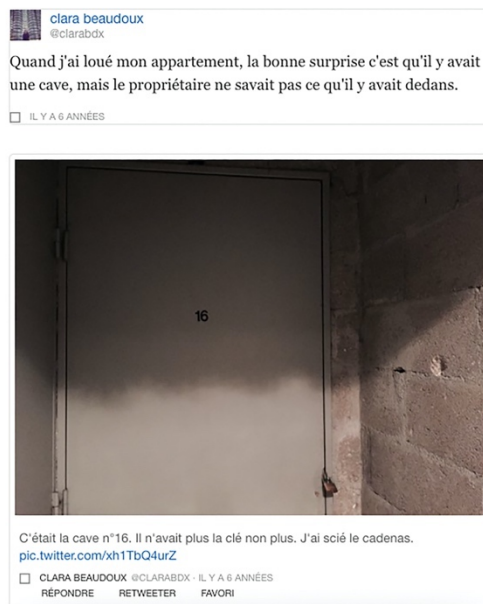 clara beaudoux
@clarabdx
Quand j'ai loué mon appartement, la bonne surprise c'est qu'il y avait
une cave, mais le propriétaire ne savait pas ce qu'il y avait dedans.
IL Y A 6 ANNÉES
16
C'était la cave n°16. Il n'avait plus la clé non plus. J'ai scié le cadenas.
pic.twitter.com/xh1TbQ4urZ
CLARA BEAUDOUX @CLARABDX · IL Y A 6 ANNÉES
RÉPONDRE RETWEETER FAVORI